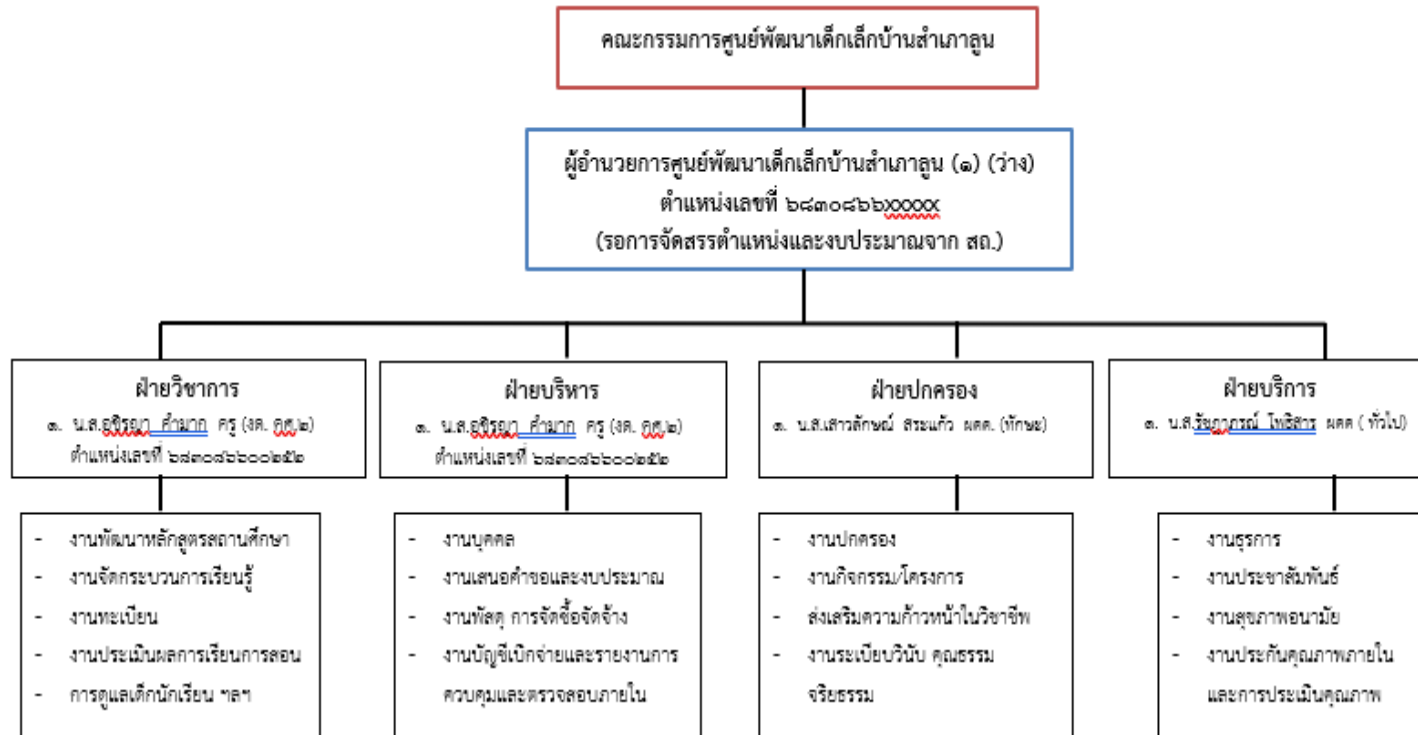 คณะกรรมการศูนย์พัฒนาเด็กเล็กบ้านสำเภาลูน
ผู้อำนวยการศูนย์พัฒนาเด็กเล็กบ้านสำเภาลูน (๑) (ว่าง)
ตำแหน่งเลขที่ ๖๘๓๐๘๖๖xxxxx
(รอการจัดสรรตำแหน่งและงบประมาณจาก สถ.)
ฝ่ายวิชาการ
๑. น.ส.อชิรญา คำมาก ครู (งด. คศ.๒)
ตำแหน่งเลขที่ ๖๘๓๐๘๖๖๐๐๒๕๒
- งานพัฒนาหลักสูตรสถานศึกษา
- งานจัดกระบวนการเรียนรู้
- งานทะเบียน
- งานประเมินผลการเรียนการสอน
- การดูแลเด็กนักเรียน ฯลฯ
ฝ่ายบริหาร
๑. น.ส.อชิรญา คำมาก ครู (งด. คศ.๒)
ตำแหน่งเลขที่ ๖๘๓๐๘๖๖๐๐๒๕๒
- งานบุคคล
- งานเสนอคำขอและงบประมาณ
- งานพัสดุ การจัดซื้อจัดจ้าง
- งานบัญชีเบิกจ่ายและรายงานการ
ควบคุมและตรวจสอบภายใน
ฝ่ายปกครอง
๑. น.ส.เสาวลักษณ์ สระแก้ว ผดด. (ทักษะ)
- งานปกครอง
- งานกิจกรรม/โครงการ
- ส่งเสริมความก้าวหน้าในวิชาชีพ
- งานระเบียบวินับ คุณธรรม
จริยธรรม
ฝ่ายบริการ
๑. น.ส. โพธิสาร ผดด ( ทั่วไป)
- งานธุรการ
- งานประชาสัมพันธ์
- งานสุขภาพอนามัย
- งานประกันคุณภาพภายใน
และการประเมินคุณภาพ